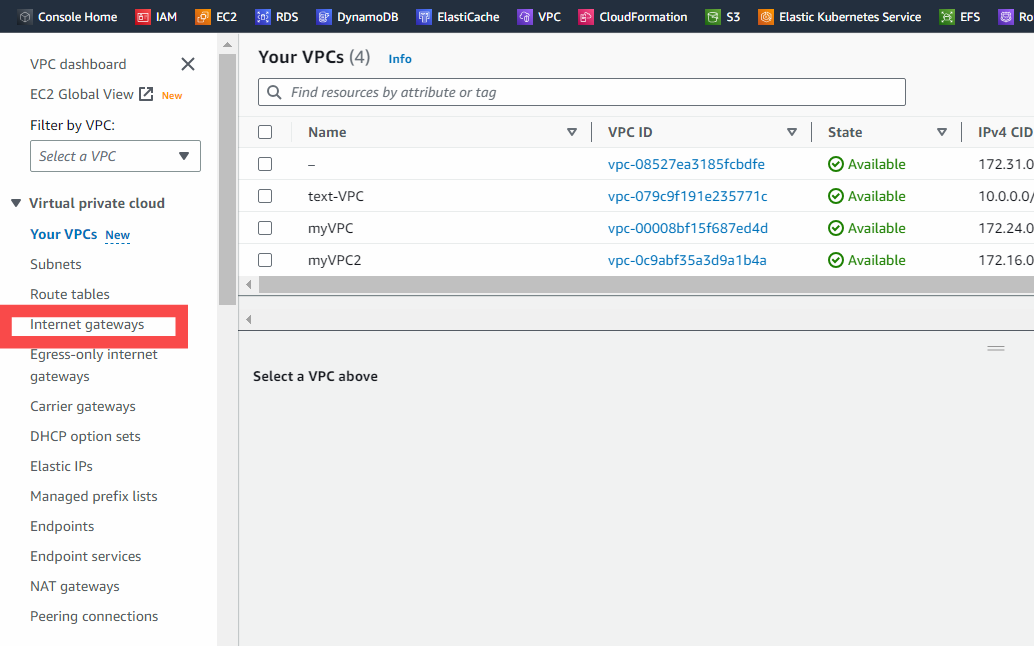 Console Home IAM EC2 RDS DynamoDB ElastiCache VPC CloudFormation S3 Elastic Kubernetes Service EFS Ro
VPC dashboard
EC2 Global View New
Filter by VPC:
Select a VPC
Virtual private cloud
Your VPCs New
Subnets
Route tables
Internet gateways
Egress-only internet
gateways
Carrier gateways
DHCP option sets
Elastic IPs
Managed prefix lists
Endpoints
Endpoint services
NAT gateways
Peering connections
Your VPCs (4) Info
Find resources by attribute or tag
Name VPC ID State IPv4 CID
– vpc-08527ea3185fcbdfe Available 172.31.0
text-VPC vpc-079c9f191e235771c Available 10.0.0.0/
myVPC vpc-00008bf15f687ed4d Available 172.24.0
myVPC2 vpc-0c9abf35a3d9a1b4a Available 172.16.0
Select a VPC above